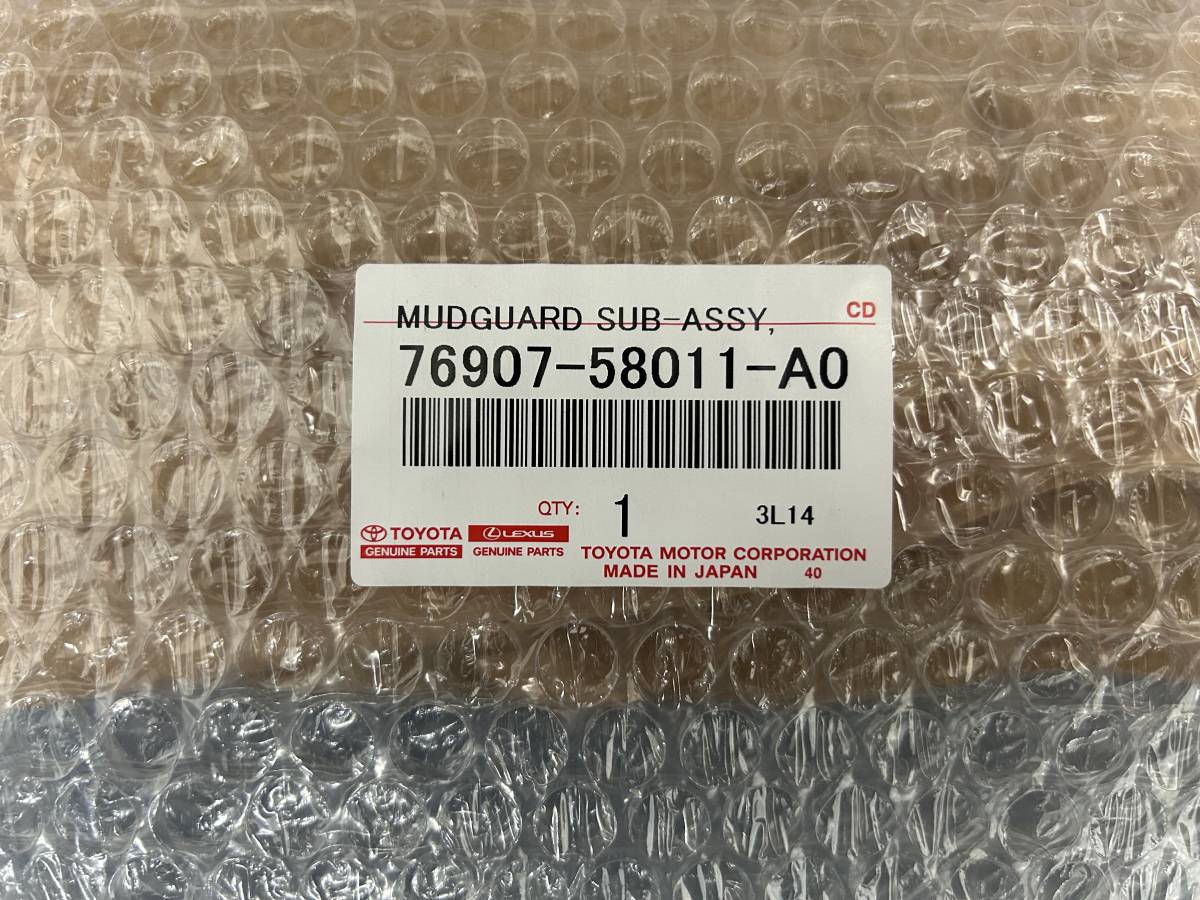 MUDGUARD SUB-ASSY,
CD
76907-58011-A0
QTY: 1 3L14
TOYOTA LEXUS
GENUINE PARTS GENUINE PARTS TOYOTA MOTOR CORPORATION
MADE IN JAPAN 40